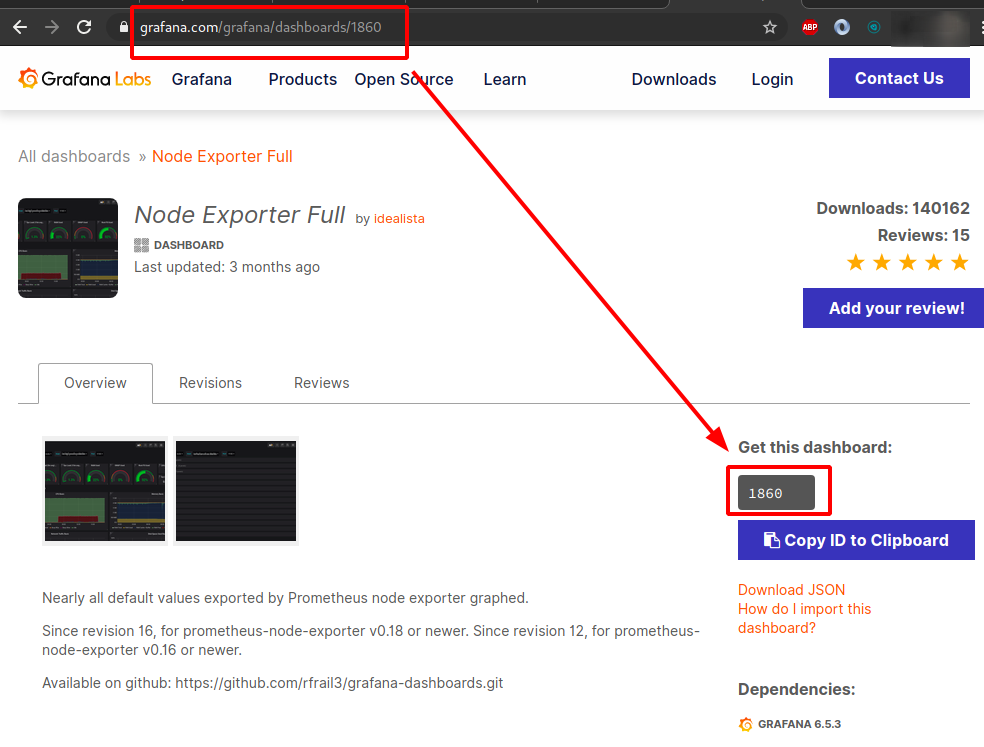 grafana.com/grafana/dashboards/1860
ABP
Grafana Labs Grafana Products Open Source Learn Downloads Login Contact Us
All dashboards » Node Exporter Full
Node Exporter Full by idealista
DASHBOARD
Last updated: 3 months ago
Downloads: 140162
Reviews: 15
Add your review!
Overview Revisions Reviews
Get this dashboard:
1860
Copy ID to Clipboard
Download JSON
How do I import this
dashboard?
Nearly all default values exported by Prometheus node exporter graphed.
Since revision 16, for prometheus-node-exporter v0.18 or newer. Since revision 12, for prometheus-
node-exporter v0.16 or newer.
Available on github: https://github.com/rfrail3/grafana-dashboards.git
Dependencies:
GRAFANA 6.5.3